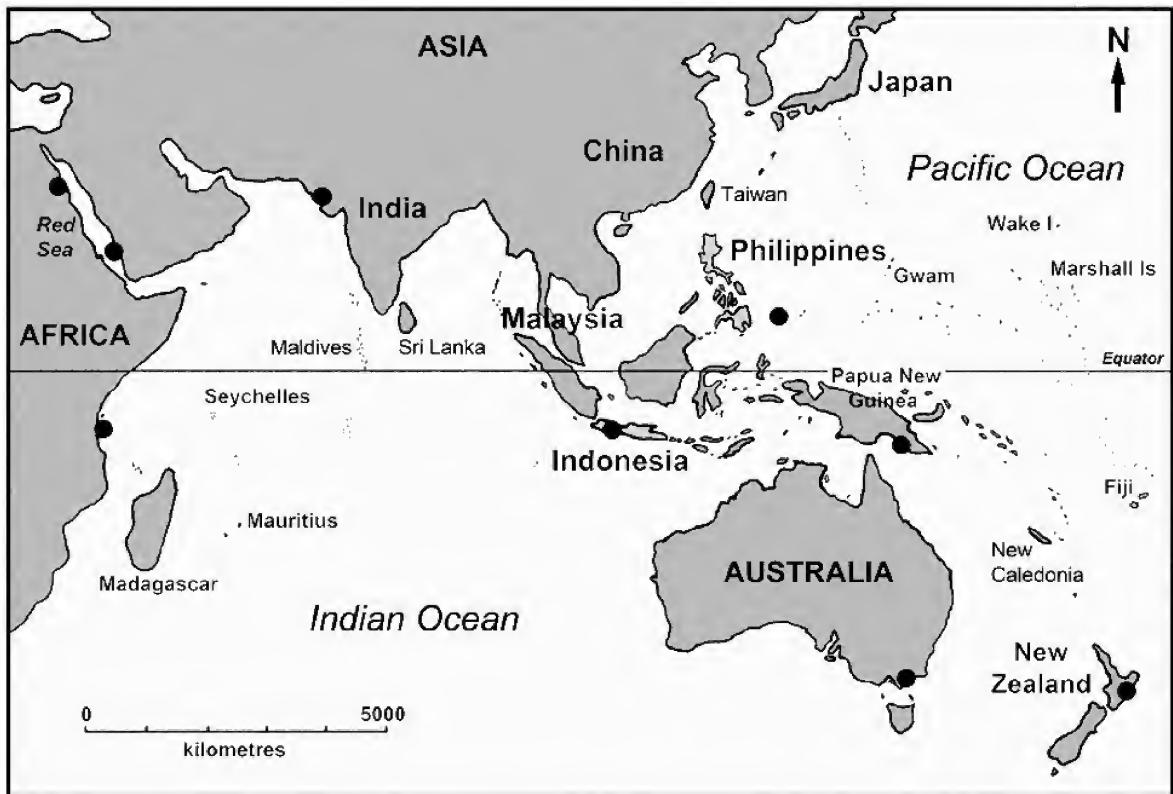 ASIA
N
Japan
China
Pacific Ocean
Taiwan
India
Red
Sea
Wake I
Philippines
Gwam
Marshall Is
Malaysia
AFRICA
Maldives
Sri Lanka
Equator
Papua New
Guinea
Seychelles
Indonesia
Fiji
Mauritius
New
Caledonia
AUSTRALIA
Madagascar
Indian Ocean
New
Zealand
0 5000
kilometres